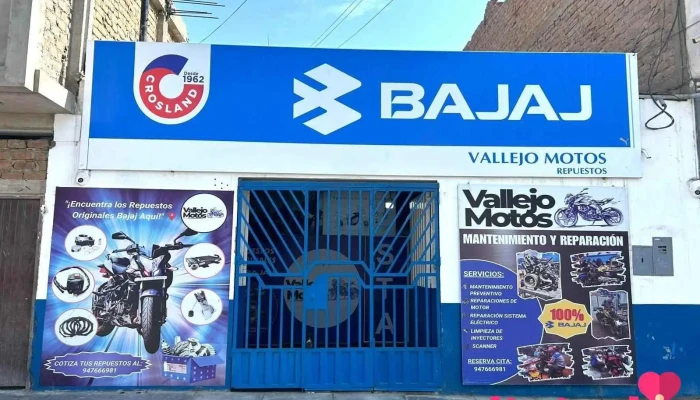 CROSLAND
Desde
1962
BAJAJ
VALLEJO MOTOS
REPUESTOS
"¡Encuentra los Repuestos
Originales Bajaj Aquí!"
Vallejo
Motos
COTIZA TUS REPUESTOS AL:
947666981
Vallejo
Vallejo
Motos
MANTENIMIENTO Y REPARACIÓN
SERVICIOS:
MANTENIMIENTO
PREVENTIVO
REPARACIONES DE
MOTOR
REPARACIÓN SISTEMA
ELÉCTRICO
LIMPIEZA DE
INYECTORES
SCANNER
100%
BAJAJ
RESERVA CITA:
947666981